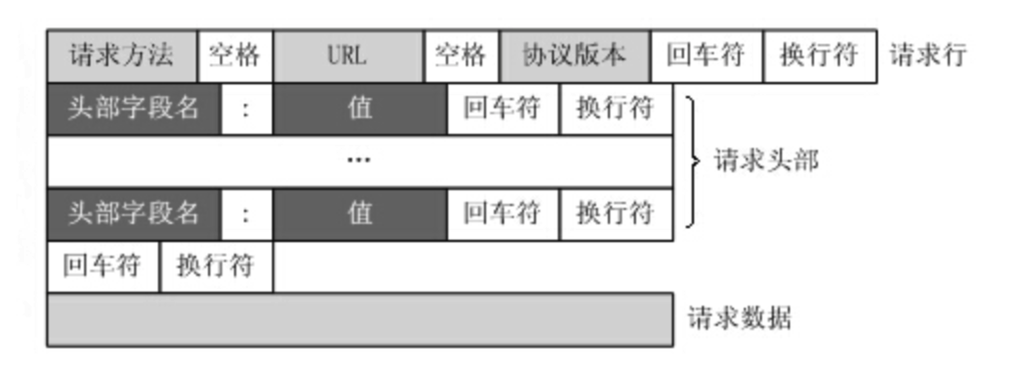 请求方法 空格 URL 空格 协议版本 回车符 换行符 请求行
头部字段名 : 值 回车符 换行符
… 请求头部
头部字段名 : 值 回车符 换行符
回车符 换行符
请求数据